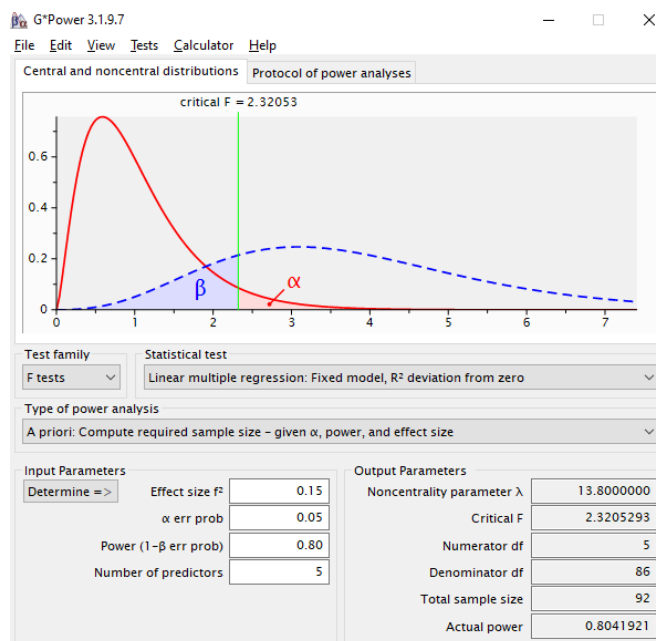 G*Power 3.1.9.7
File Edit View Tests Calculator Help
Central and noncentral distributions Protocol of power analyses
critical F = 2.32053
0.6
0.4
0.2
0
β
α
0 1 2 3 4 5 6 7
Test family Statistical test
F tests Linear multiple regression: Fixed model, R² deviation from zero
Type of power analysis
A priori: Compute required sample size – given α, power, and effect size
Input Parameters Output Parameters
Determine => Effect size f² 0.15 Noncentrality parameter λ 13.8000000
α err prob 0.05 Critical F 2.3205293
Power (1-β err prob) 0.80 Numerator df 5
Number of predictors 5 Denominator df 86
Total sample size 92
Actual power 0.8041921